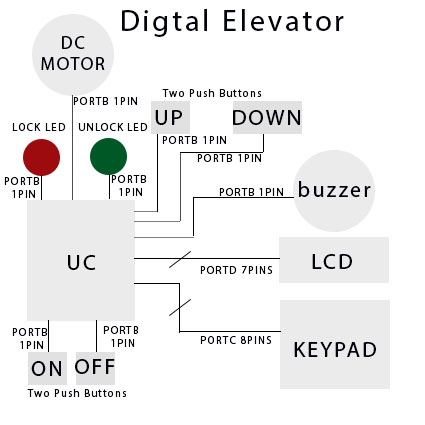 Digtal Elevator
DC
MOTOR
PORTB 1PIN
Two Push Buttons
UP
DOWN
LOCK LED
UNLOCK LED
PORTB 1PIN
PORTB 1PIN
PORTB
1PIN
PORTB
1PIN
PORTB 1PIN
buzzer
UC
LCD
PORTD 7PINS
PORTC 8PINS
KEYPAD
PORTB
1PIN
PORTB
1PIN
ON
OFF
Two Push Buttons